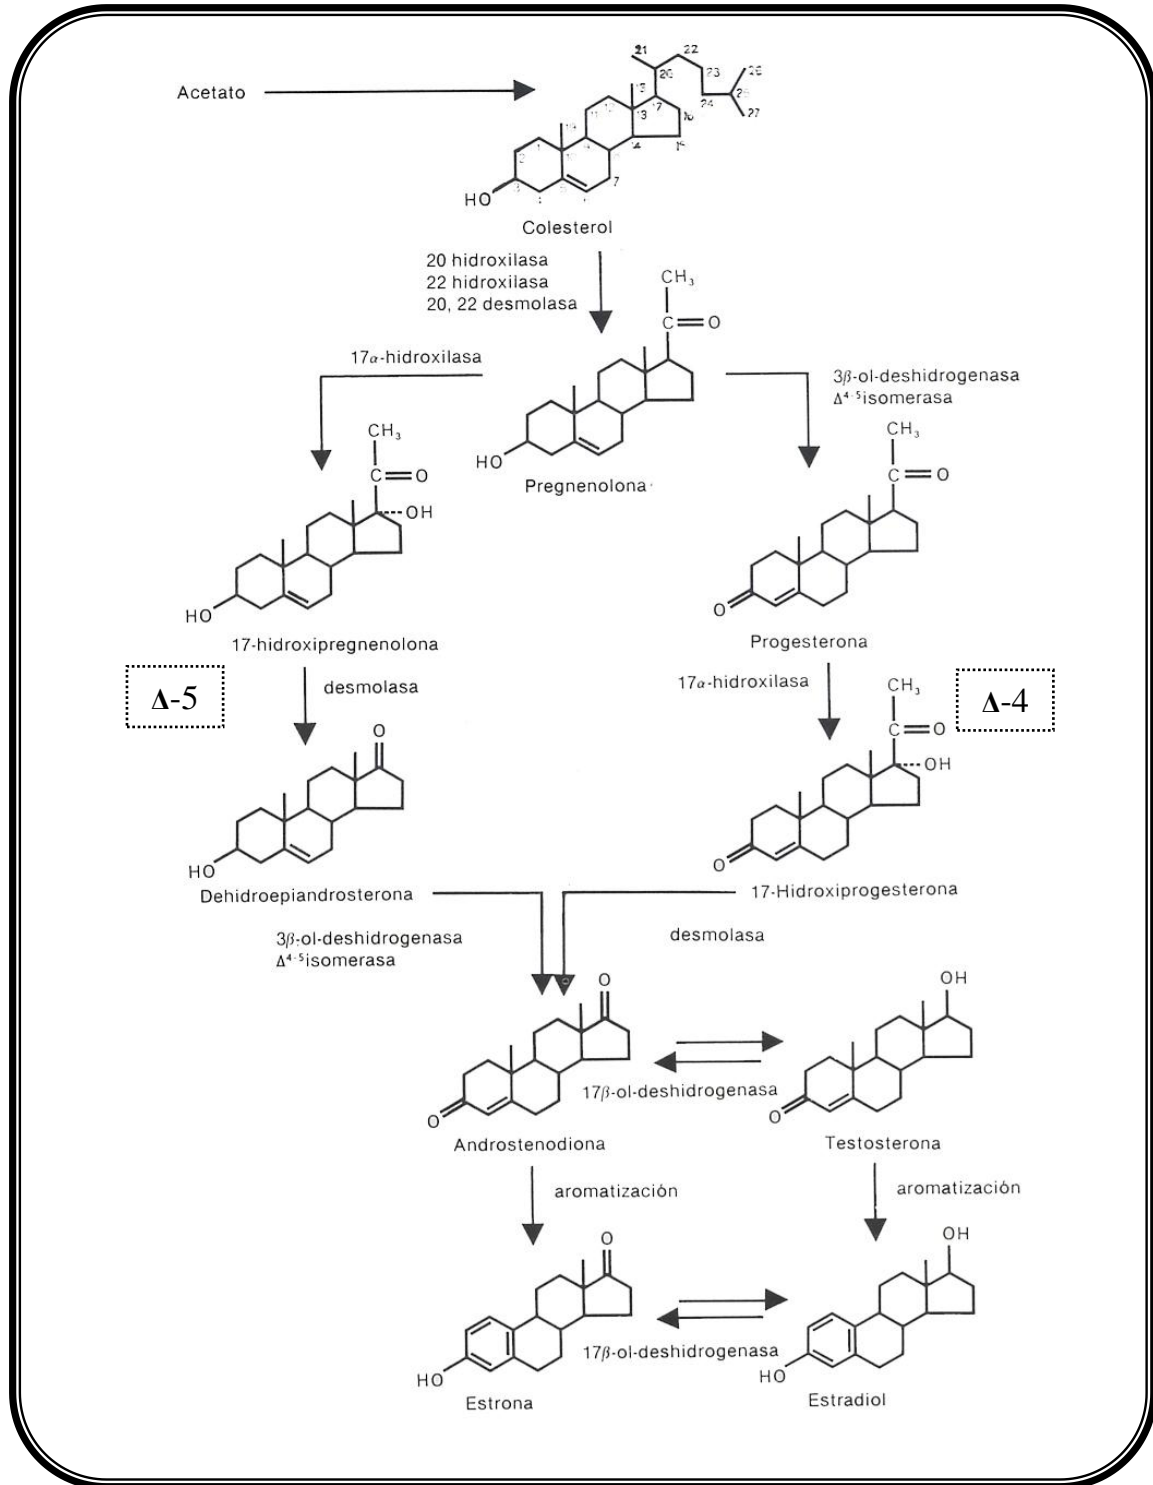 21
22
20
23
26
Acetato
18
25
24
27
12
17
11
13
16
19
14
15
1
9
2
10
8
7
3
5
HO
Colesterol
20 hidroxilasa
22 hidroxilasa
20, 22 desmolasa
CH₃
C=O
17α-hidroxilasa
3β-ol-deshidrogenasa
Δ⁴⁻⁵isomerasa
HO
Pregnenolona
CH₃
C=O
OH
HO
17-hidroxipregnenolona
CH₃
C=O
O
Progesterona
Δ-5
desmolasa
17α-hidroxilasa
Δ-4
O
HO
Dehidroepiandrosterona
CH₃
C=O
OH
O
17-Hidroxiprogesterona
3β-ol-deshidrogenasa
Δ⁴⁻⁵isomerasa
desmolasa
O
OH
17β-ol-deshidrogenasa
O
O
Androstenodiona
Testosterona
aromatización
aromatización
O
OH
17β-ol-deshidrogenasa
HO
HO
Estrona
Estradiol